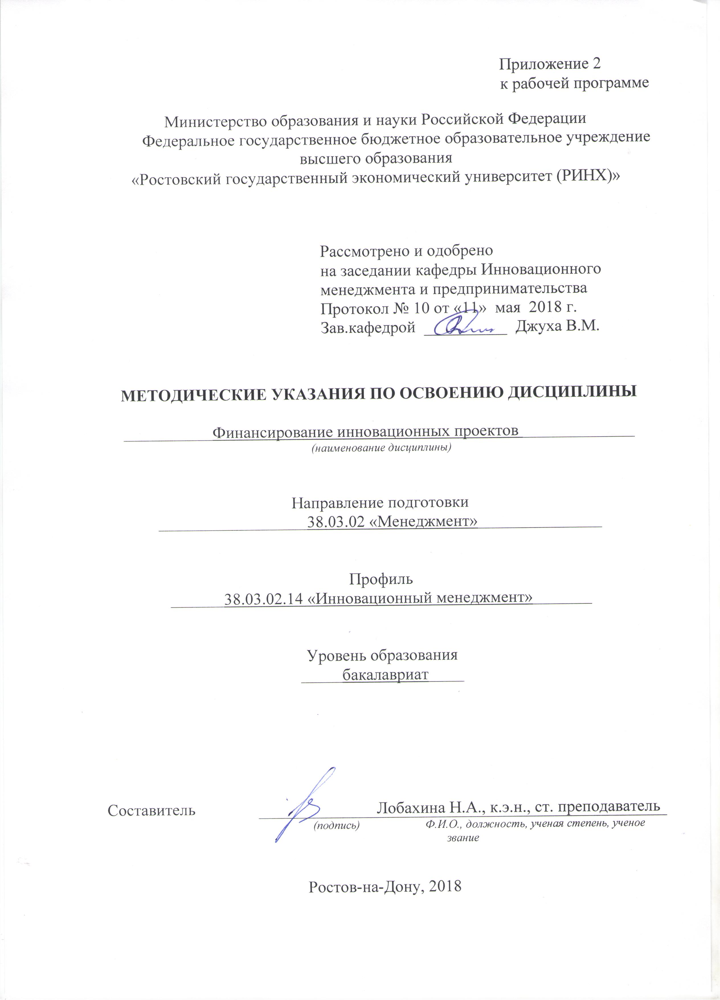 Приложение 2
к рабочей программе
Министерство образования и науки Российской Федерации
Федеральное государственное бюджетное образовательное учреждение
высшего образования
«Ростовский государственный экономический университет (РИНХ)»
Рассмотрено и одобрено
на заседании кафедры Инновационного
менеджмента и предпринимательства
Протокол № 10 от «11» мая 2018 г.
Зав.кафедрой Джуха В.М.
МЕТОДИЧЕСКИЕ УКАЗАНИЯ ПО ОСВОЕНИЮ ДИСЦИПЛИНЫ
Финансирование инновационных проектов
(наименование дисциплины)
Направление подготовки
38.03.02 «Менеджмент»
Профиль
38.03.02.14 «Инновационный менеджмент»
Уровень образования
бакалавриат
Составитель Лобахина Н.А., к.э.н., ст. преподаватель
(подпись) Ф.И.О., должность, ученая степень, ученое
звание
Ростов-на-Дону, 2018